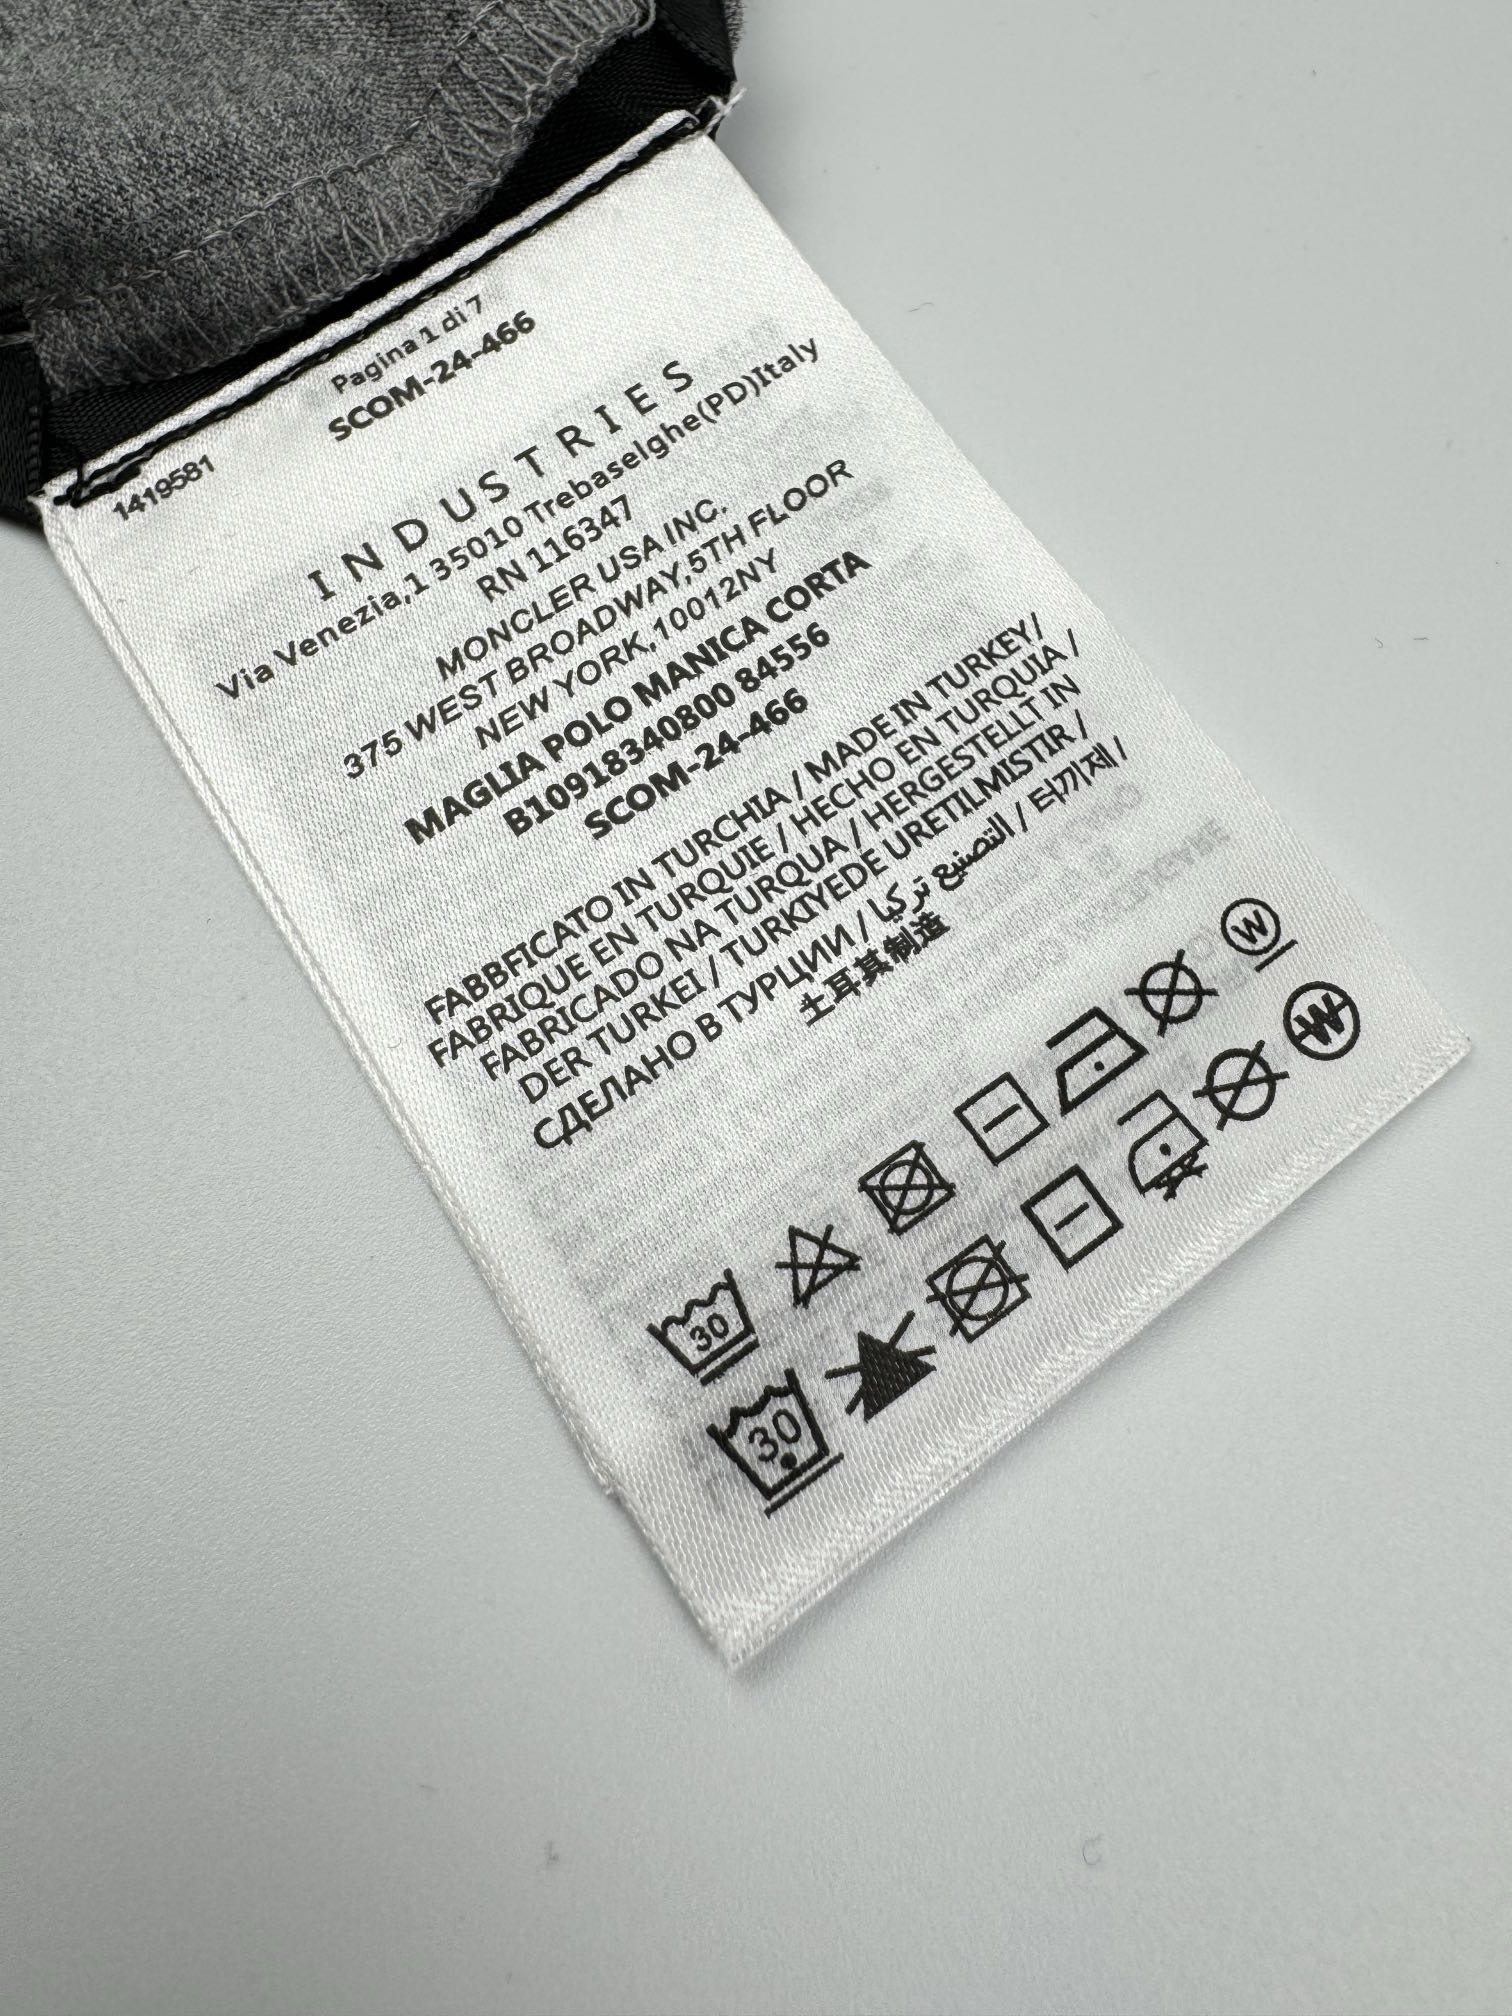 Pagina 1 di 7
SCOM-24-466
1419581
INDUSTRIES
Via Venezia,1 35010 Trebaselghe(PD)Italy
RN 116347
MONCLER USA INC.
375 WEST BROADWAY,5TH FLOOR
NEW YORK,10012NY
MAGLIA POLO MANICA CORTA
B10918340800 84556
SCOM-24-466
FABBFICATO IN TURCHIA / MADE IN TURKEY/
FABRIQUE EN TURQUIE / HECHO EN TURQUIA /
FABRICADO NA TURQUA / HERGESTELLT IN
DER TURKEI / TURKIYEDE URETILMISTIR /
СДЕЛАНО В ТУРЦИИ / التصنيع تركيا / 터끼제 /
土耳其制造
30
W
30
W